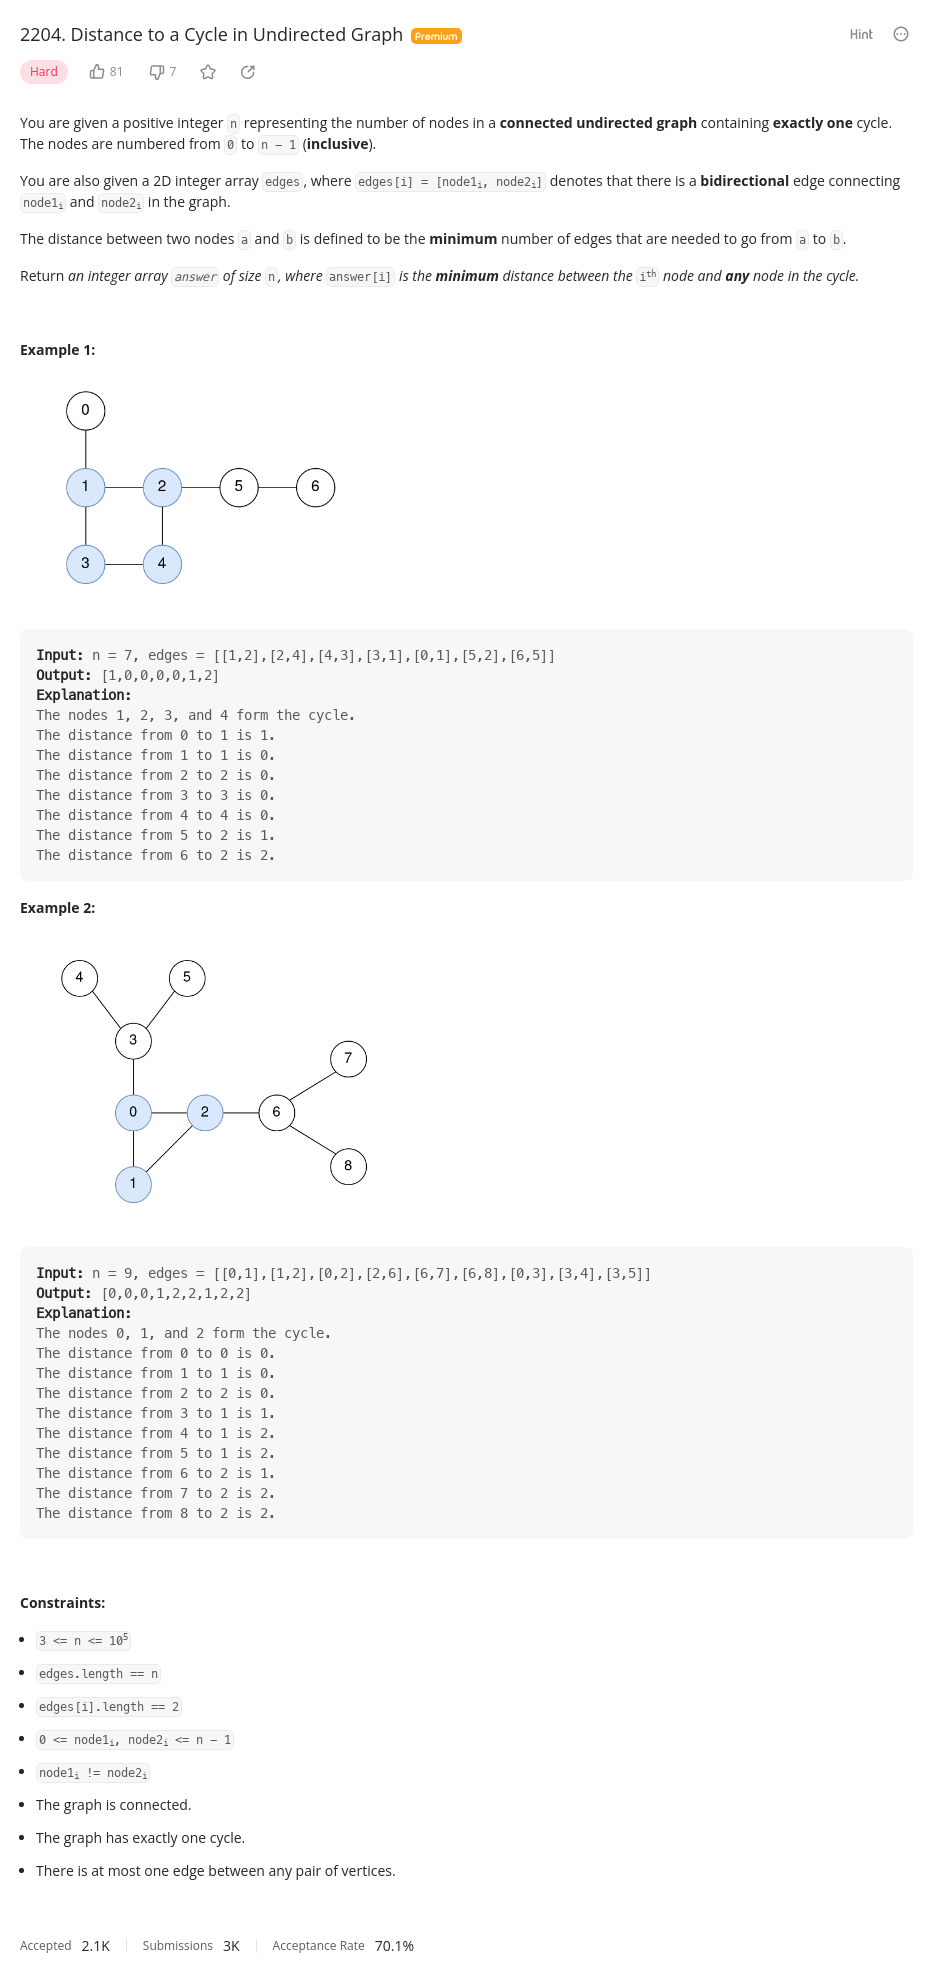 2204. Distance to a Cycle in Undirected Graph Premium Hint
Hard 81 7
You are given a positive integer n representing the number of nodes in a connected undirected graph containing exactly one cycle.
The nodes are numbered from 0 to n - 1 (inclusive).
You are also given a 2D integer array edges, where edges[i] = [node1ᵢ, node2ᵢ] denotes that there is a bidirectional edge connecting
node1ᵢ and node2ᵢ in the graph.
The distance between two nodes a and b is defined to be the minimum number of edges that are needed to go from a to b.
Return an integer array answer of size n, where answer[i] is the minimum distance between the iᵗʰ node and any node in the cycle.
Example 1:
0
1 2 5 6
3 4
Input: n = 7, edges = [[1,2],[2,4],[4,3],[3,1],[0,1],[5,2],[6,5]]
Output: [1,0,0,0,0,1,2]
Explanation:
The nodes 1, 2, 3, and 4 form the cycle.
The distance from 0 to 1 is 1.
The distance from 1 to 1 is 0.
The distance from 2 to 2 is 0.
The distance from 3 to 3 is 0.
The distance from 4 to 4 is 0.
The distance from 5 to 2 is 1.
The distance from 6 to 2 is 2.
Example 2:
4 5
3
7
0 2 6
8
1
Input: n = 9, edges = [[0,1],[1,2],[0,2],[2,6],[6,7],[6,8],[0,3],[3,4],[3,5]]
Output: [0,0,0,1,2,2,1,2,2]
Explanation:
The nodes 0, 1, and 2 form the cycle.
The distance from 0 to 0 is 0.
The distance from 1 to 1 is 0.
The distance from 2 to 2 is 0.
The distance from 3 to 1 is 1.
The distance from 4 to 1 is 2.
The distance from 5 to 1 is 2.
The distance from 6 to 2 is 1.
The distance from 7 to 2 is 2.
The distance from 8 to 2 is 2.
Constraints:
• 3 <= n <= 10⁵
• edges.length == n
• edges[i].length == 2
• 0 <= node1ᵢ, node2ᵢ <= n - 1
• node1ᵢ != node2ᵢ
• The graph is connected.
• The graph has exactly one cycle.
• There is at most one edge between any pair of vertices.
Accepted 2.1K Submissions 3K Acceptance Rate 70.1%